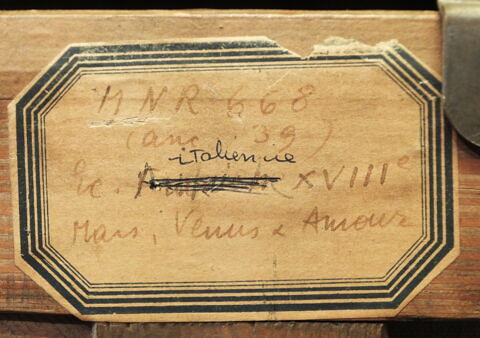 MNR 668
(anc. 39)
italienne
Ec. XVIIIe
Mars, Venus & Amour